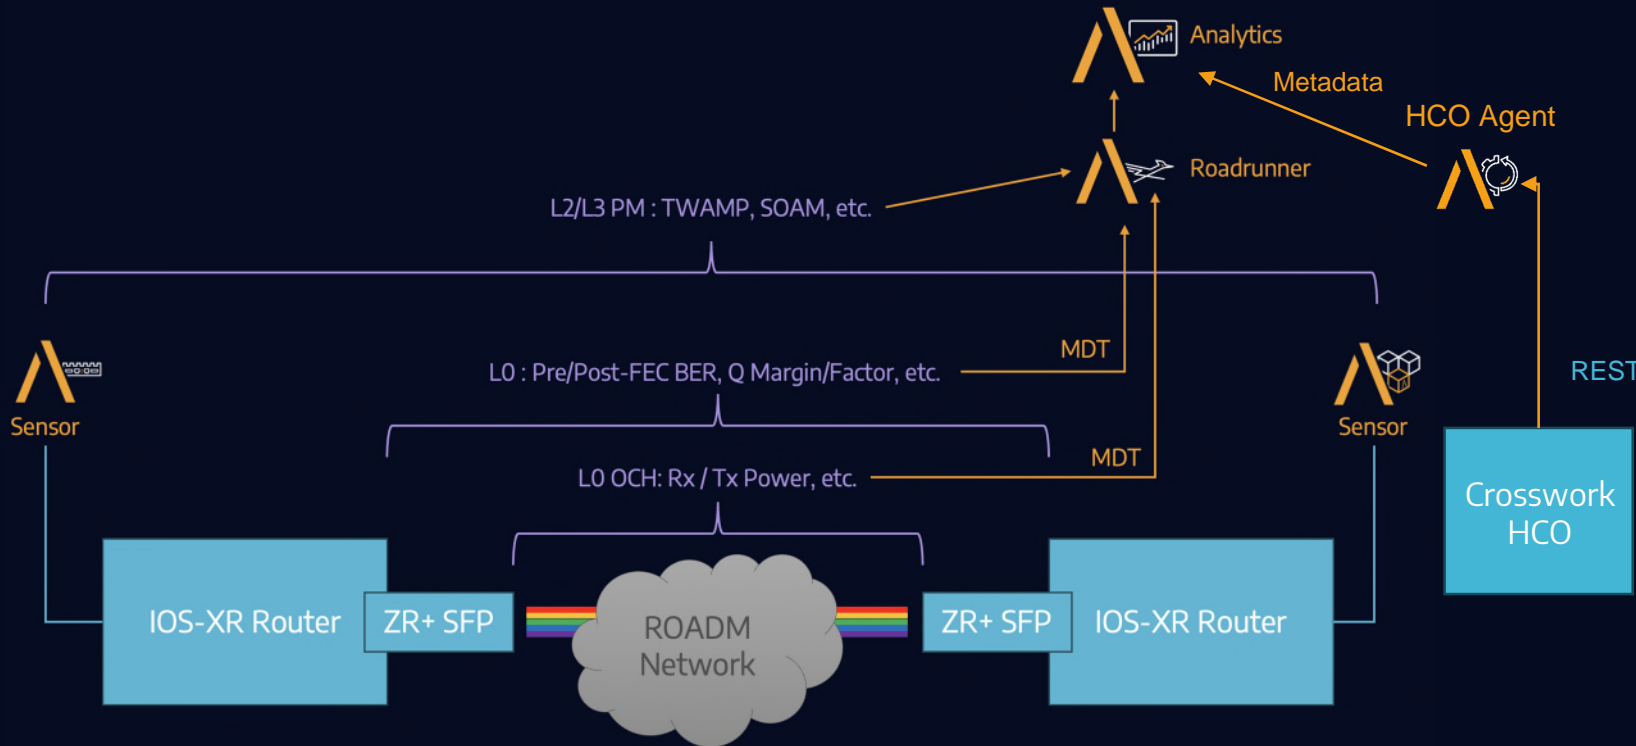 Analytics
Metadata
HCO Agent
Roadrunner
L2/L3 PM : TWAMP, SOAM, etc.
MDT
L0 : Pre/Post-FEC BER, Q Margin/Factor, etc.
REST
Sensor
Sensor
MDT
L0 OCH: Rx / Tx Power, etc.
Crosswork
HCO
IOS-XR Router
ZR+ SFP
ROADM
Network
ZR+ SFP
IOS-XR Router